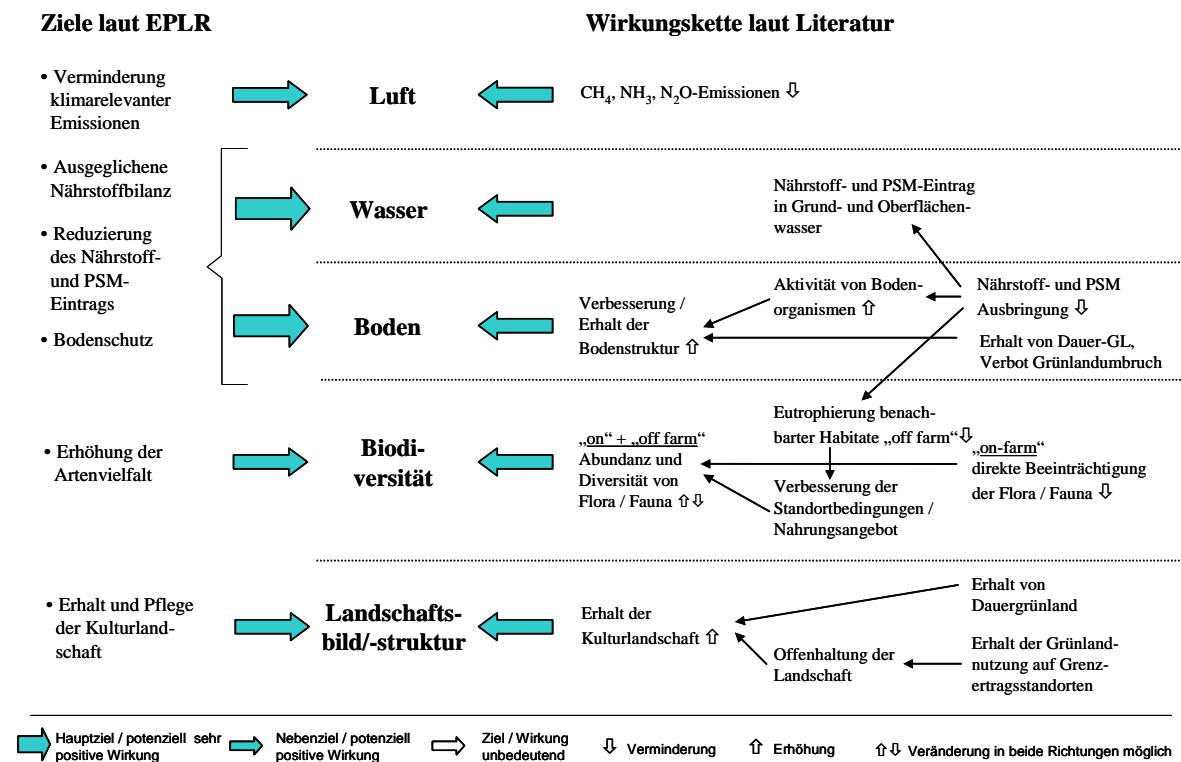 Ziele laut EPLR
Wirkungskette laut Literatur
• Verminderung
klimarelevanter
Emissionen
Luft
CH₄, NH₃, N₂O-Emissionen ⇩
• Ausgeglichene
Nährstoffbilanz
• Reduzierung
des Nährstoff-
und PSM-
Eintrags
• Bodenschutz
Wasser
Nährstoff- und PSM-Eintrag
in Grund- und Oberflächen-
wasser
Boden
Verbesserung /
Erhalt der
Bodenstruktur ⇧
Aktivität von Boden-
organismen ⇧
Nährstoff- und PSM
Ausbringung ⇩
Erhalt von Dauer-GL,
Verbot Grünlandumbruch
• Erhöhung der
Artenvielfalt
Biodi-
versität
„on“ + „off farm“
Abundanz und
Diversität von
Flora / Fauna ⇧⇩
Eutrophierung benach-
barter Habitate „off farm“ ⇩
Verbesserung der
Standortbedingungen /
Nahrungsangebot
„on-farm“
direkte Beeinträchtigung
der Flora / Fauna ⇩
• Erhalt und Pflege
der Kulturland-
schaft
Landschafts-
bild/-struktur
Erhalt der
Kulturlandschaft ⇧
Offenhaltung der
Landschaft
Erhalt von
Dauergrünland
Erhalt der Grünland-
nutzung auf Grenz-
ertragsstandorten
Hauptziel / potenziell sehr
positive Wirkung
Nebenziel / potenziell
positive Wirkung
Ziel / Wirkung
unbedeutend
⇩ Verminderung
⇧ Erhöhung
⇧⇩ Veränderung in beide Richtungen möglich